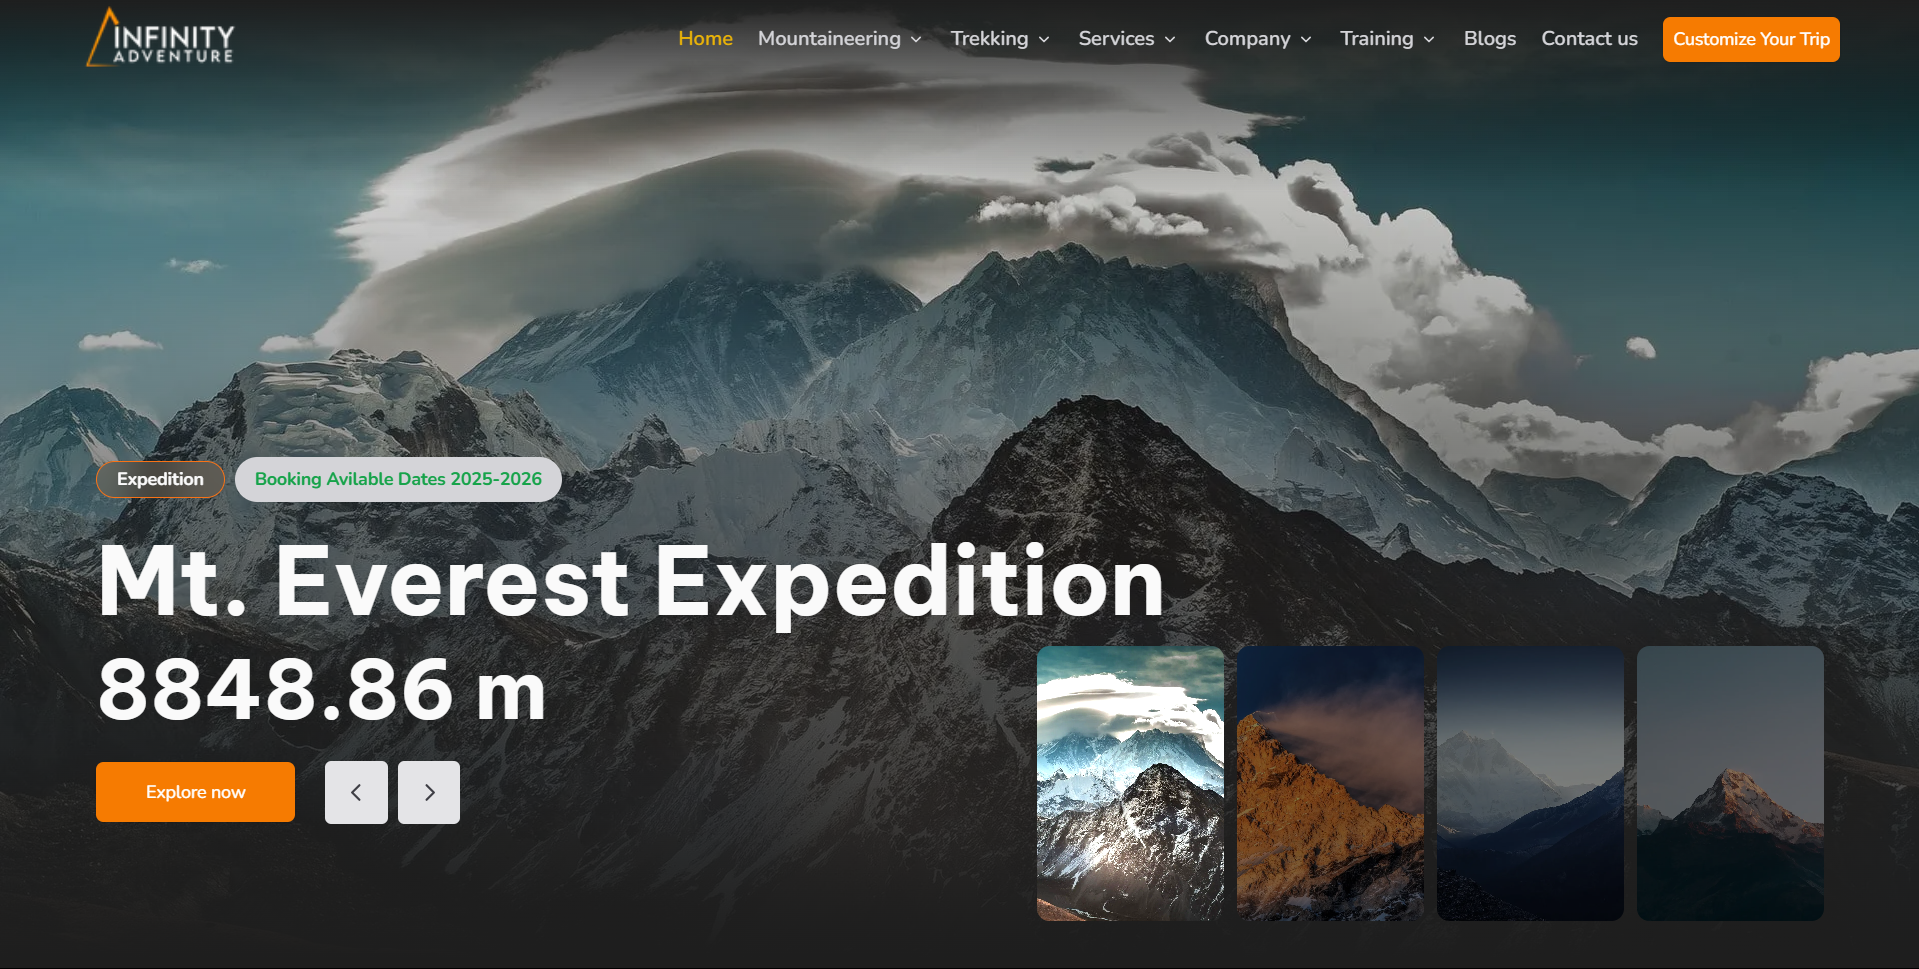 INFINITY
ADVENTURE
Home Mountaineering Trekking Services Company Training Blogs Contact us Customize Your Trip
Expedition Booking Avilable Dates 2025-2026
Mt. Everest Expedition
8848.86 m
Explore now